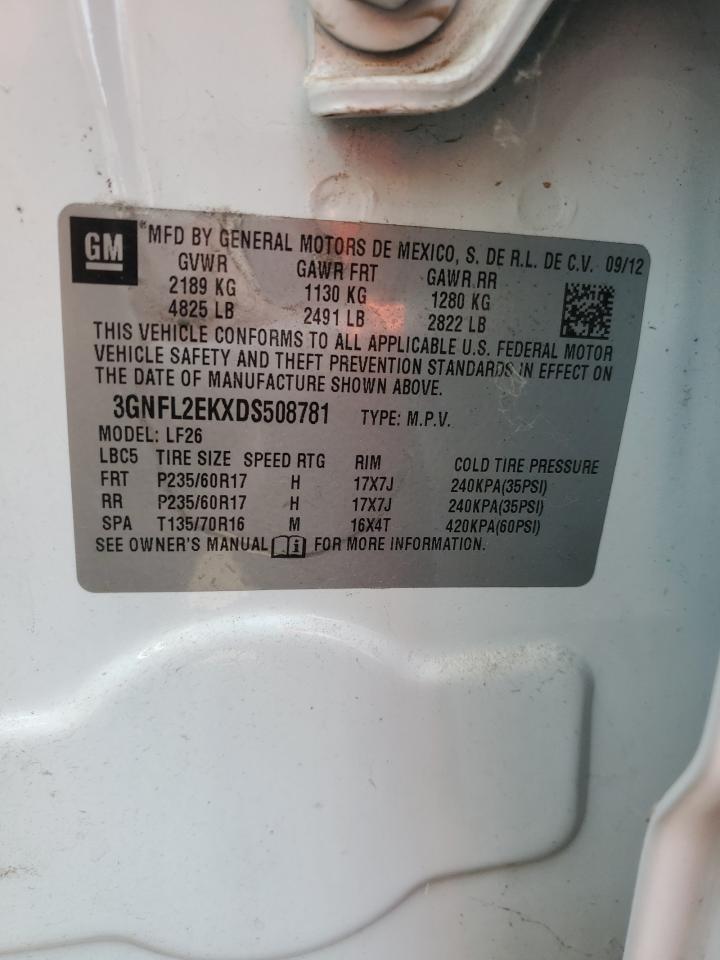 GM
*MFD BY GENERAL MOTORS DE MEXICO, S. DE R.L. DE C.V. 09/12
GVWR GAWR FRT GAWR RR
2189 KG 1130 KG 1280 KG
4825 LB 2491 LB 2822 LB
THIS VEHICLE CONFORMS TO ALL APPLICABLE U.S. FEDERAL MOTOR
VEHICLE SAFETY AND THEFT PREVENTION STANDARDS IN EFFECT ON
THE DATE OF MANUFACTURE SHOWN ABOVE.
3GNFL2EKXDS508781 TYPE: M.P.V.
MODEL: LF26
LBC5 TIRE SIZE SPEED RTG RIM COLD TIRE PRESSURE
FRT P235/60R17 H 17X7J 240KPA(35PSI)
RR P235/60R17 H 17X7J 240KPA(35PSI)
SPA T135/70R16 M 16X4T 420KPA(60PSI)
SEE OWNER'S MANUAL FOR MORE INFORMATION.